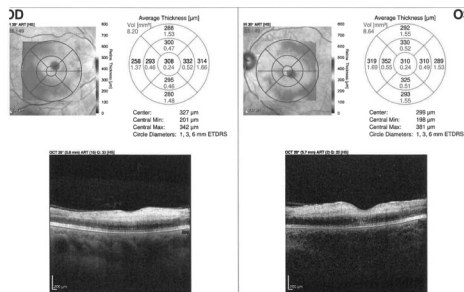 OD
Average Thickness [µm]
Vol [mm³]
8.20
288
1.53
300
0.47
258 293 308 332 314
1.37 0.46 0.24 0.52 1.66
295
0.46
280
1.48
Center: 327 µm
Central Min: 201 µm
Central Max: 342 µm
Circle Diameters: 1, 3, 6 mm ETDRS
200 µm
Average Thickness [µm]
O
Vol [mm³]
8.64
292
1.55
330
0.52
319 352 310 310 289
1.69 0.55 0.24 0.49 1.53
325
0.51
293
1.55
Center: 299 µm
Central Min: 198 µm
Central Max: 381 µm
Circle Diameters: 1, 3, 6 mm ETDRS
200 µm